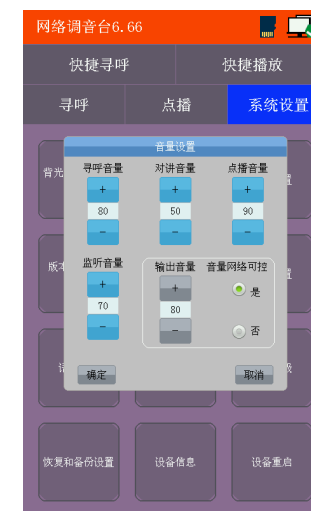 网络调音台6.66
快捷寻呼
快捷播放
寻呼
点播
系统设置
背光
音量设置
寻呼音量
对讲音量
点播音量
+
+
+
80
50
90
-
-
-
版本
监听音量
输出音量
音量网络可控
+
+
是
70
80
-
-
否
确定
取消
恢复和备份设置
设备信息
设备重启